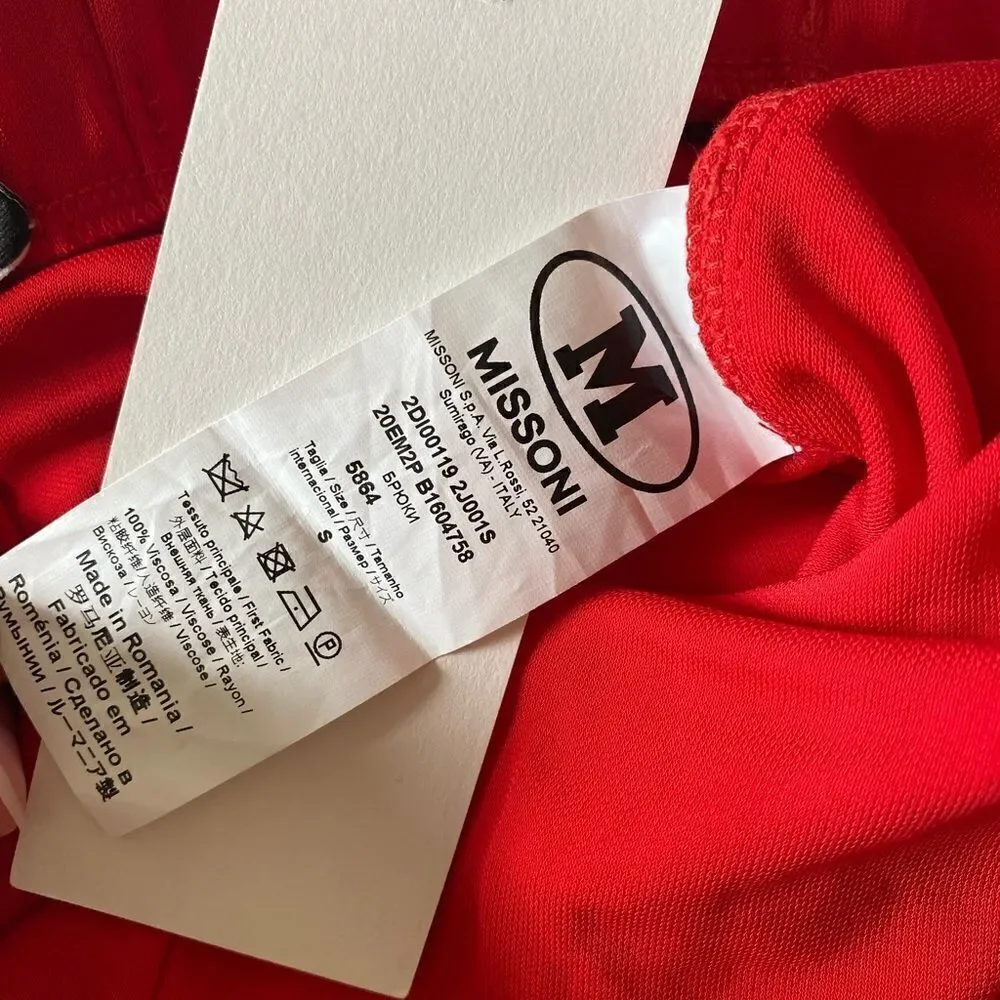 M
MISSONI
MISSONI S.p.A. Via L.Rossi, 52 21040
Sumirago (VA) - ITALY
2DI00119 2J001S
20EM2P B1604758
БРЮКИ
Taglia / Size / 尺寸 / Tamanho
internacional / Размер / サイズ
5864
S
P
Tessuto principale / First Fabric /
外层面料 / Tecido principal /
Внешняя ткань / 表生地:
100% Viscosa / Viscose / Rayon /
粘胶纤维/人造纤维 / Viscose /
Вискоза / レーヨン
Made in Romania /
罗马尼亚制造 /
Fabricado em
Roménia / Сделано в
Румынии / ルーマニア製